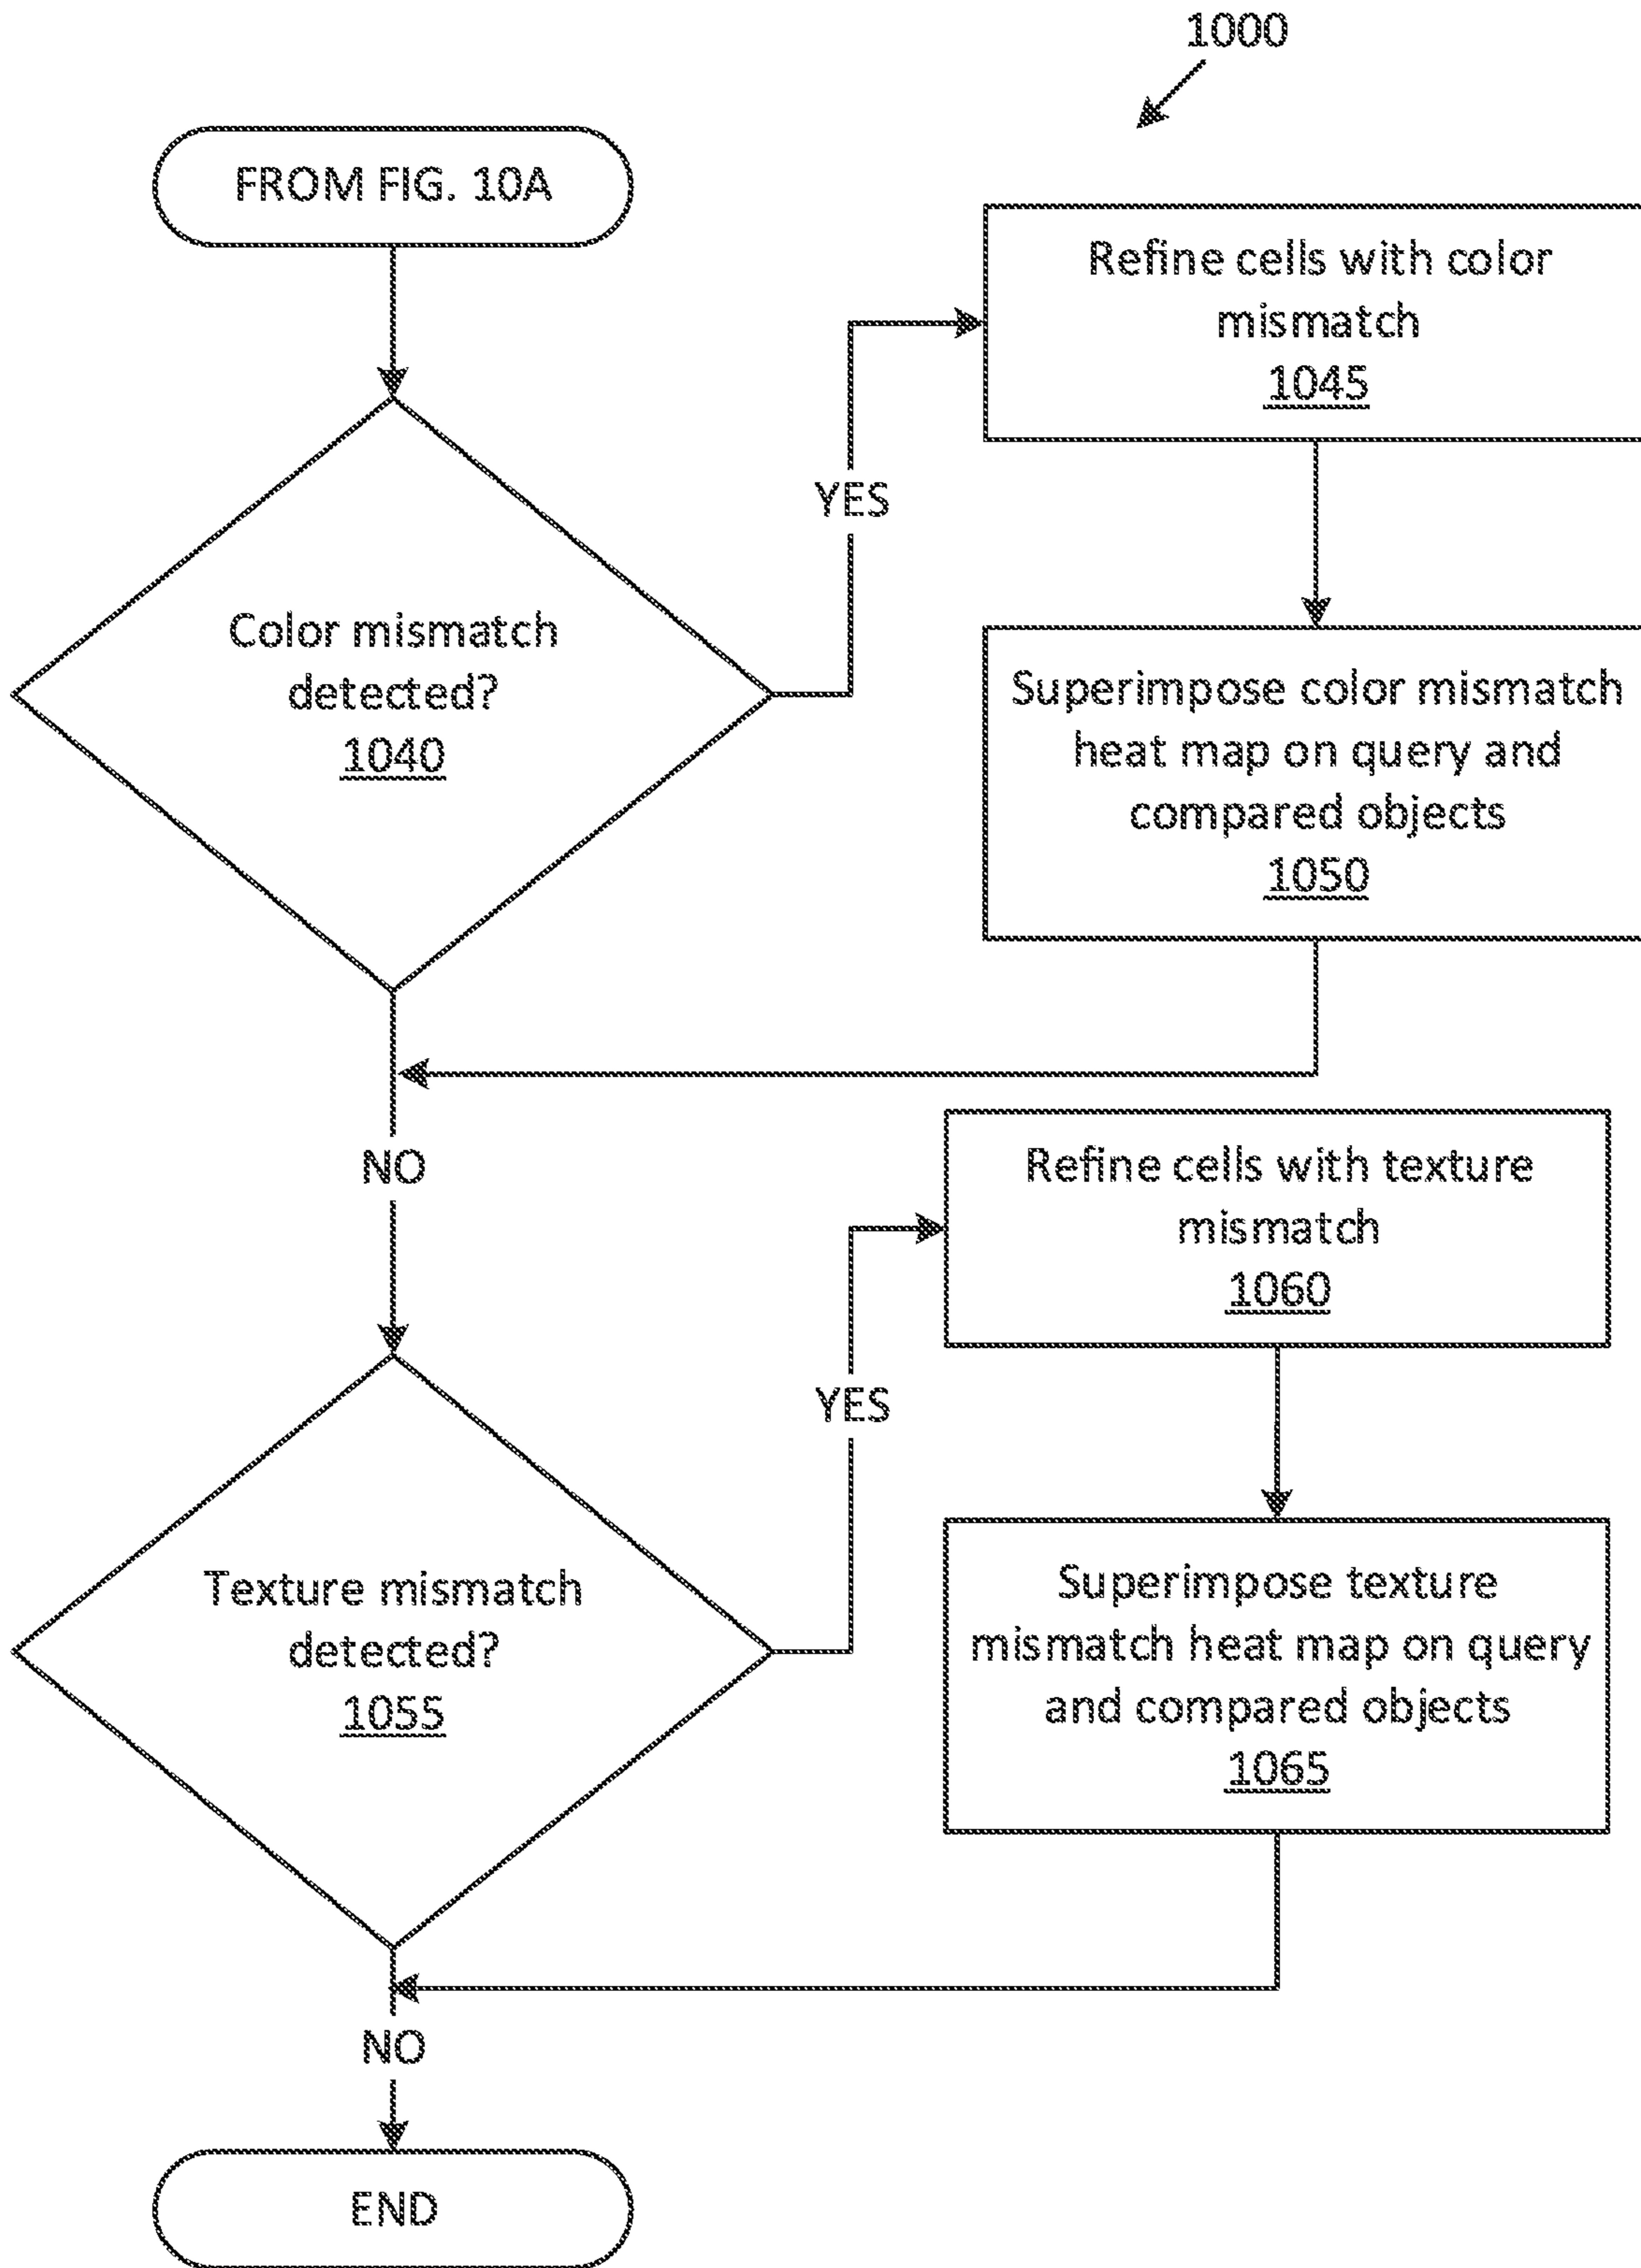 1000
FROM FIG. 10A
Refine cells with color
mismatch
1045
YES
Color mismatch
detected?
1040
Superimpose color mismatch
heat map on query and
compared objects
1050
NO
Refine cells with texture
mismatch
1060
YES
Texture mismatch
detected?
1055
Superimpose texture
mismatch heat map on query
and compared objects
1065
NO
END